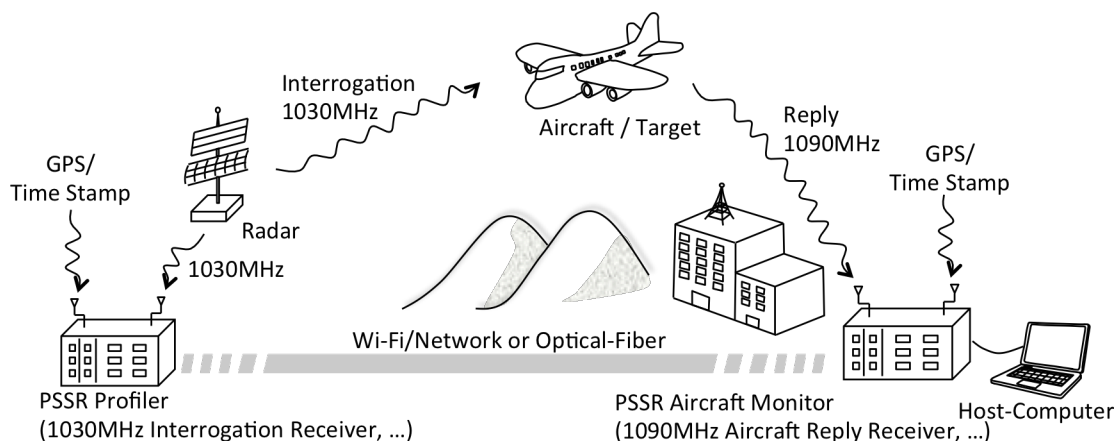 Interrogation
1030MHz
Aircraft / Target
Reply
1090MHz
GPS/
Time Stamp
GPS/
Time Stamp
Radar
1030MHz
Wi-Fi/Network or Optical-Fiber
PSSR Profiler
(1030MHz Interrogation Receiver, ...)
PSSR Aircraft Monitor
(1090MHz Aircraft Reply Receiver, ...)
Host-Computer